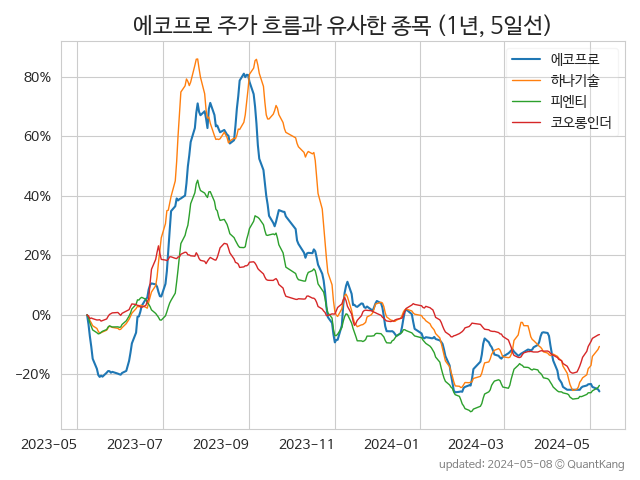 에코프로 주가 흐름과 유사한 종목 (1년, 5일선)
에코프로
하나기술
피엔티
코오롱인더
80%
60%
40%
20%
0%
−20%
2023-05 2023-07 2023-09 2023-11 2024-01 2024-03 2024-05
updated: 2024-05-08 © QuantKang